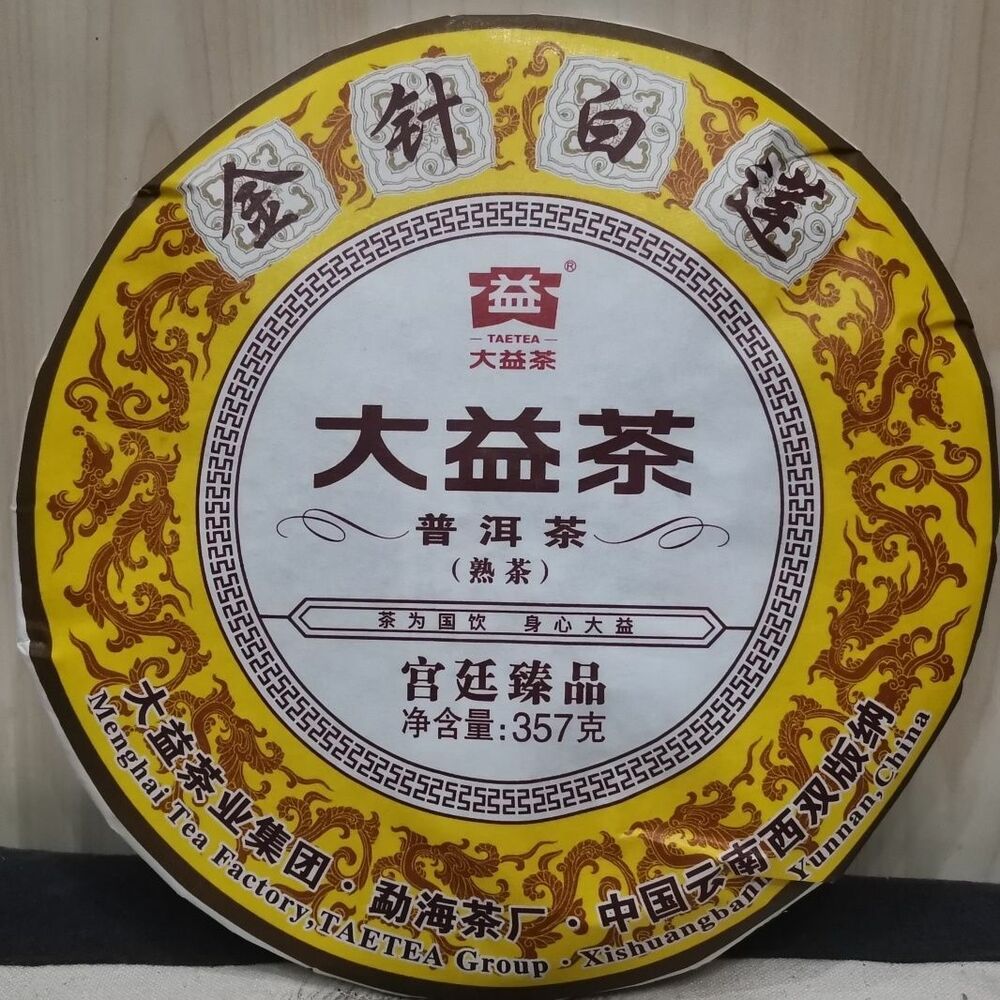 金针白莲
益®
TAETEA
大益茶
大益茶
普洱茶
(熟茶)
茶为国饮 身心大益
宫廷臻品
净含量:357克
大益茶业集团·勐海茶厂·中国云南西双版纳
Menghai Tea Factory,TAETEA Group · Xishuangbanna Yunnan,China